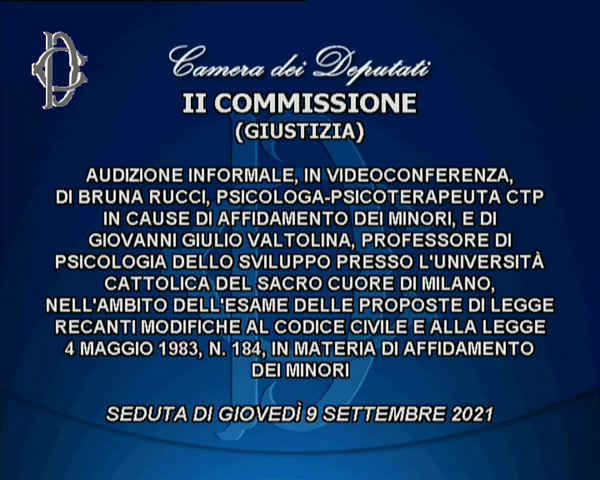 Camera dei Deputati
II COMMISSIONE
(GIUSTIZIA)
AUDIZIONE INFORMALE, IN VIDEOCONFERENZA,
DI BRUNA RUCCI, PSICOLOGA-PSICOTERAPEUTA CTP
IN CAUSE DI AFFIDAMENTO DEI MINORI, E DI
GIOVANNI GIULIO VALTOLINA, PROFESSORE DI
PSICOLOGIA DELLO SVILUPPO PRESSO L'UNIVERSITÀ
CATTOLICA DEL SACRO CUORE DI MILANO,
NELL'AMBITO DELL'ESAME DELLE PROPOSTE DI LEGGE
RECANTI MODIFICHE AL CODICE CIVILE E ALLA LEGGE
4 MAGGIO 1983, N. 184, IN MATERIA DI AFFIDAMENTO
DEI MINORI
SEDUTA DI GIOVEDÌ 9 SETTEMBRE 2021